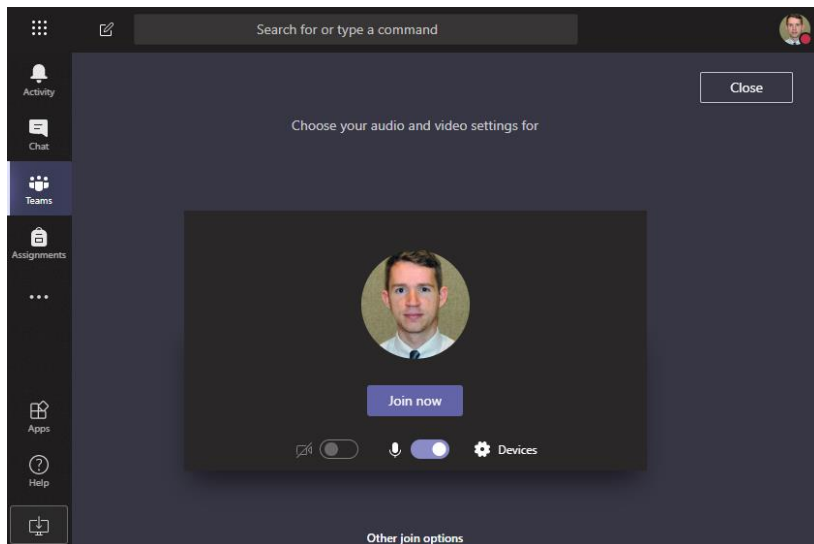 Search for or type a command
Activity
Chat
Teams
Assignments
Apps
Help
Close
Choose your audio and video settings for
Join now
Devices
Other join options